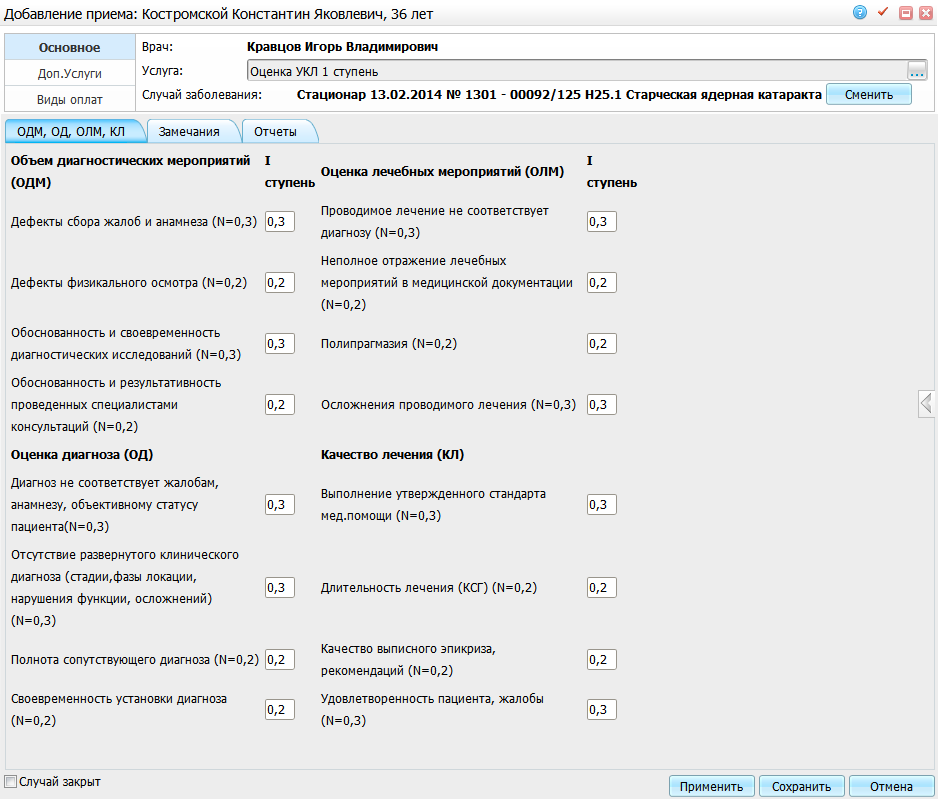 Добавление приема: Костромской Константин Яковлевич, 36 лет
Основное
Доп.Услуги
Виды оплат
Врач: Кравцов Игорь Владимирович
Услуга: Оценка УКЛ 1 ступень ...
Случай заболевания: Стационар 13.02.2014 № 1301 - 00092/125 H25.1 Старческая ядерная катаракта Сменить
ОДМ, ОД, ОЛМ, КЛ Замечания Отчеты
Объем диагностических мероприятий
(ОДМ)
I
ступень
Дефекты сбора жалоб и анамнеза (N=0,3) 0,3
Дефекты физикального осмотра (N=0,2) 0,2
Обоснованность и своевременность
диагностических исследований (N=0,3)
0,3
Обоснованность и результативность
проведенных специалистами
консультаций (N=0,2)
0,2
Оценка лечебных мероприятий (ОЛМ)
I
ступень
Проводимое лечение не соответствует
диагнозу (N=0,3)
0,3
Неполное отражение лечебных
мероприятий в медицинской документации
(N=0,2)
0,2
Полипрагмазия (N=0,2) 0,2
Осложнения проводимого лечения (N=0,3) 0,3
Оценка диагноза (ОД)
Диагноз не соответствует жалобам,
анамнезу, объективному статусу
пациента(N=0,3)
0,3
Отсутствие развернутого клинического
диагноза (стадии,фазы локации,
нарушения функции, осложнений)
(N=0,3)
0,3
Полнота сопутствующего диагноза (N=0,2) 0,2
Своевременность установки диагноза
(N=0,2)
0,2
Качество лечения (КЛ)
Выполнение утвержденного стандарта
мед.помощи (N=0,3)
0,3
Длительность лечения (КСГ) (N=0,2) 0,2
Качество выписного эпикриза,
рекомендаций (N=0,2)
0,2
Удовлетворенность пациента, жалобы
(N=0,3)
0,3
Случай закрыт
Применить Сохранить Отмена